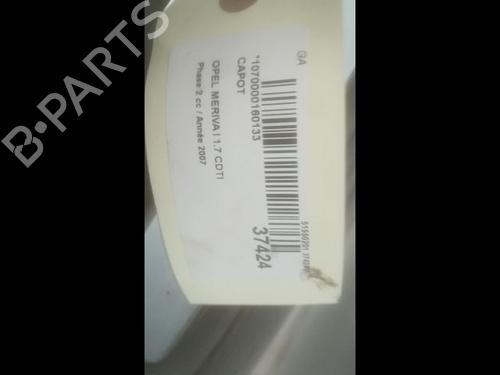 GA
*1070000160133
CAPOT
37424
OPEL MERIVA I 1.7 CDTI
Phase 2 cc / Année 2007
B-PARTS